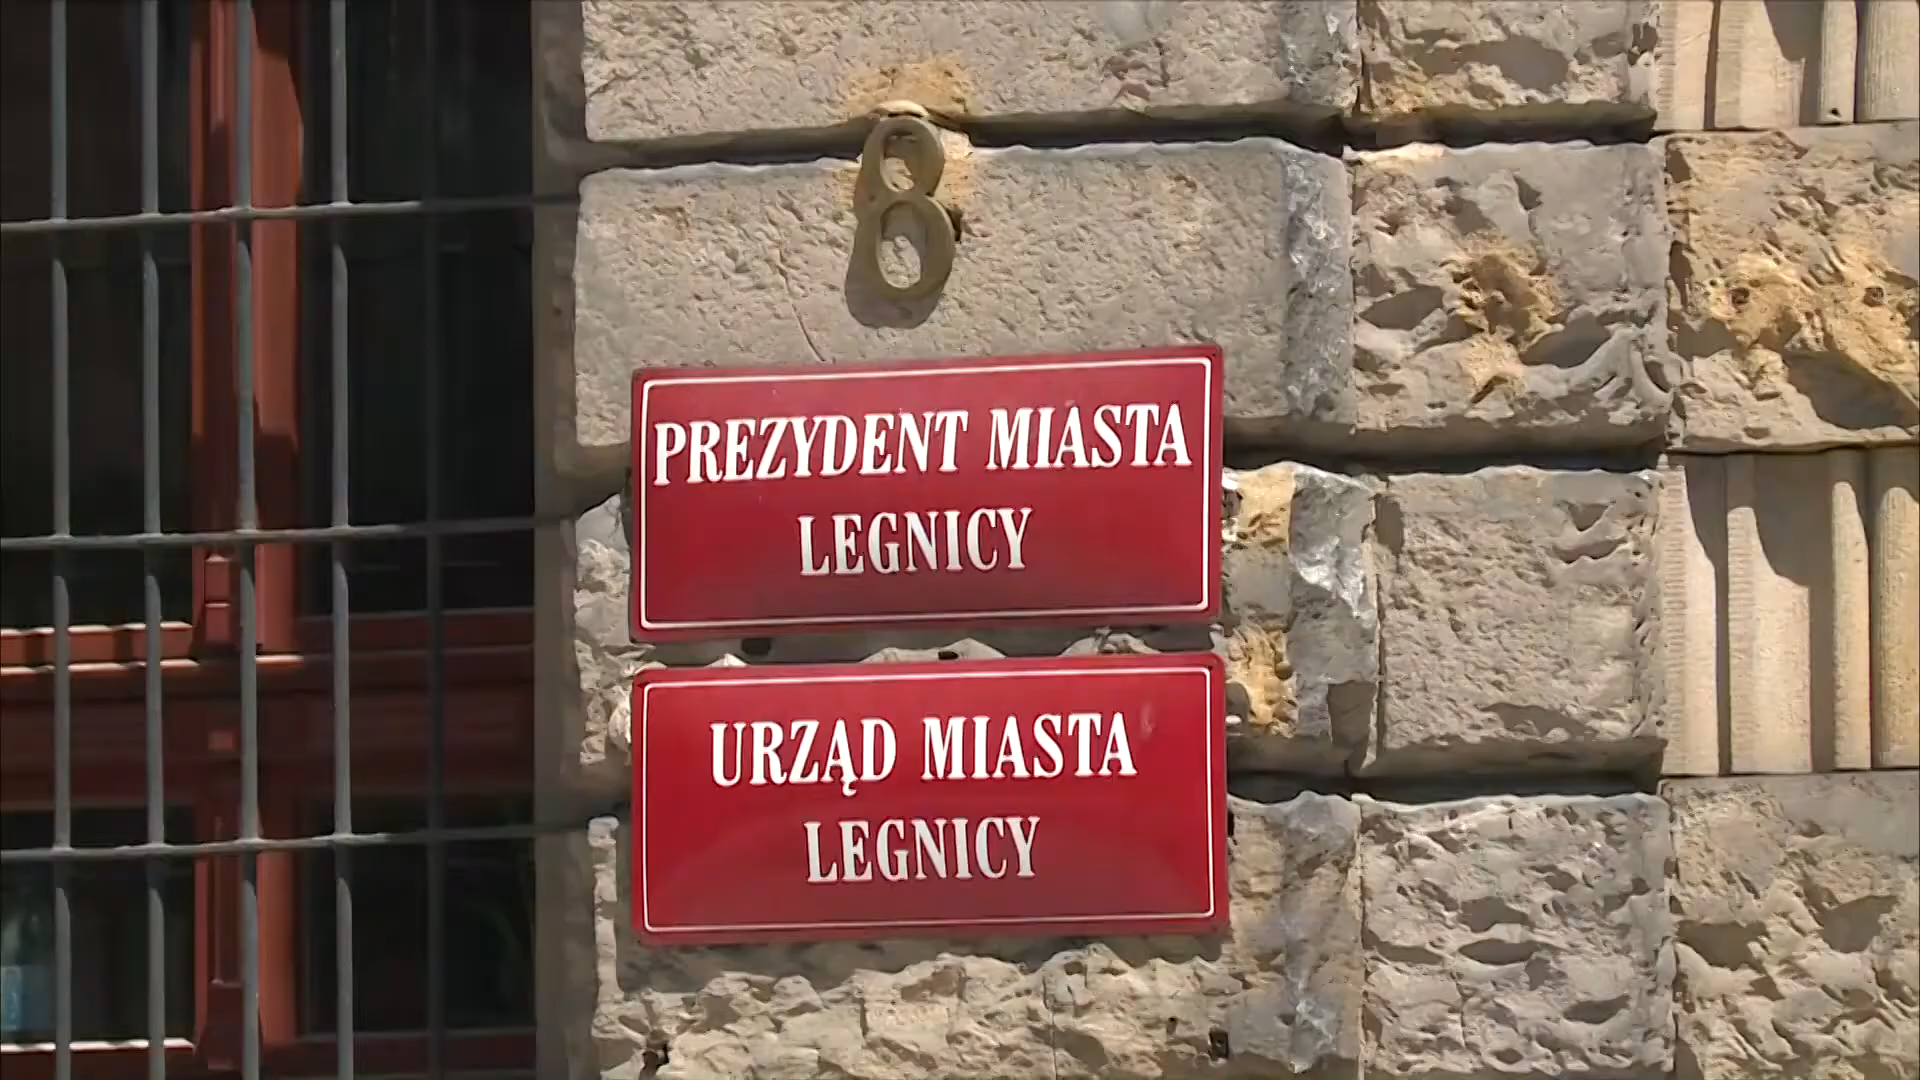 8
PREZYDENT MIASTA
LEGNICY
URZĄD MIASTA
LEGNICY